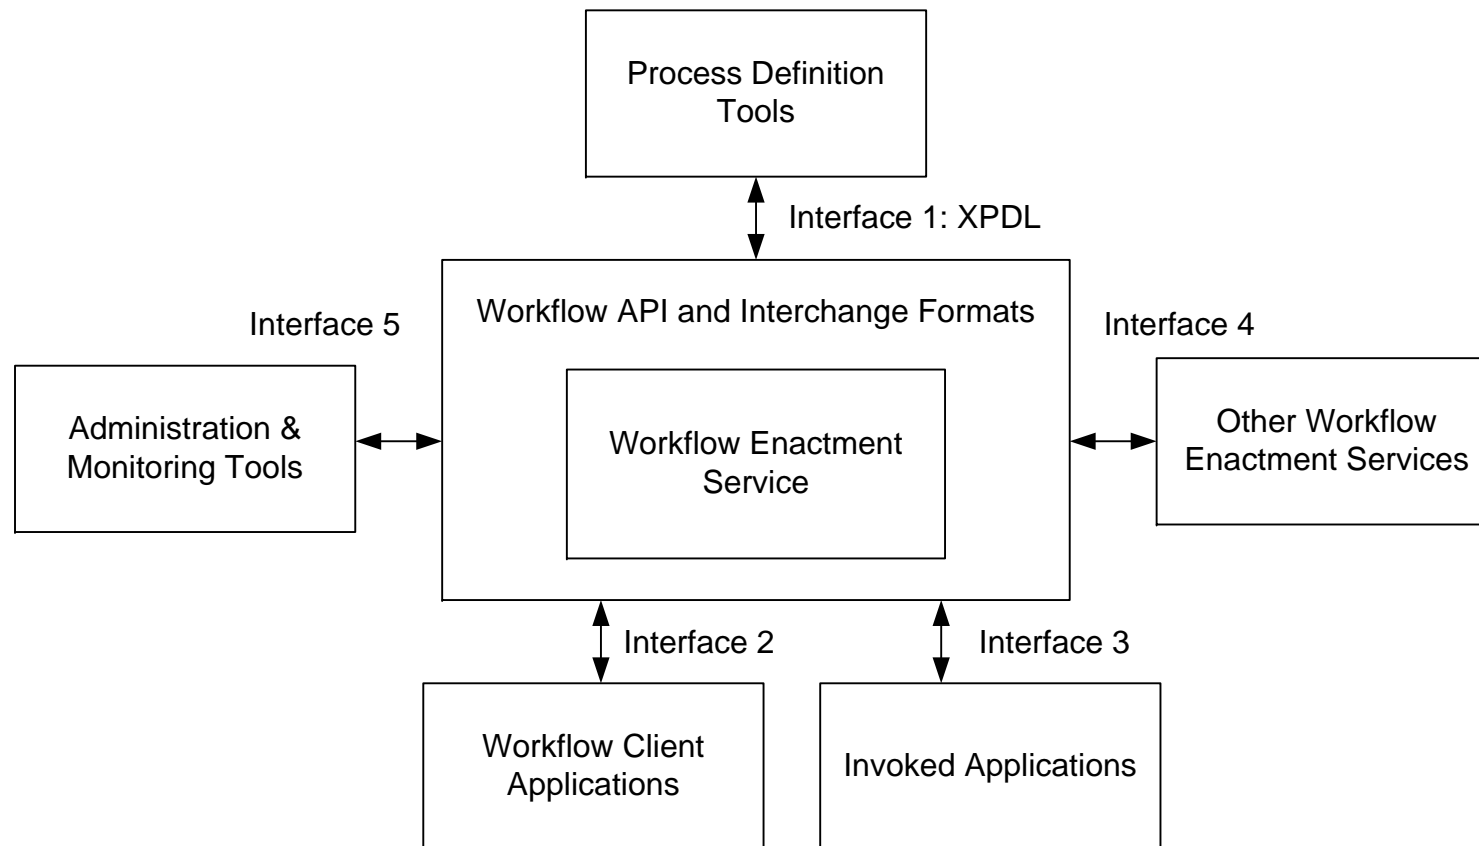 Process Definition
Tools
Interface 1: XPDL
Workflow API and Interchange Formats
Interface 5
Interface 4
Administration &
Monitoring Tools
Workflow Enactment
Service
Other Workflow
Enactment Services
Interface 2
Interface 3
Workflow Client
Applications
Invoked Applications